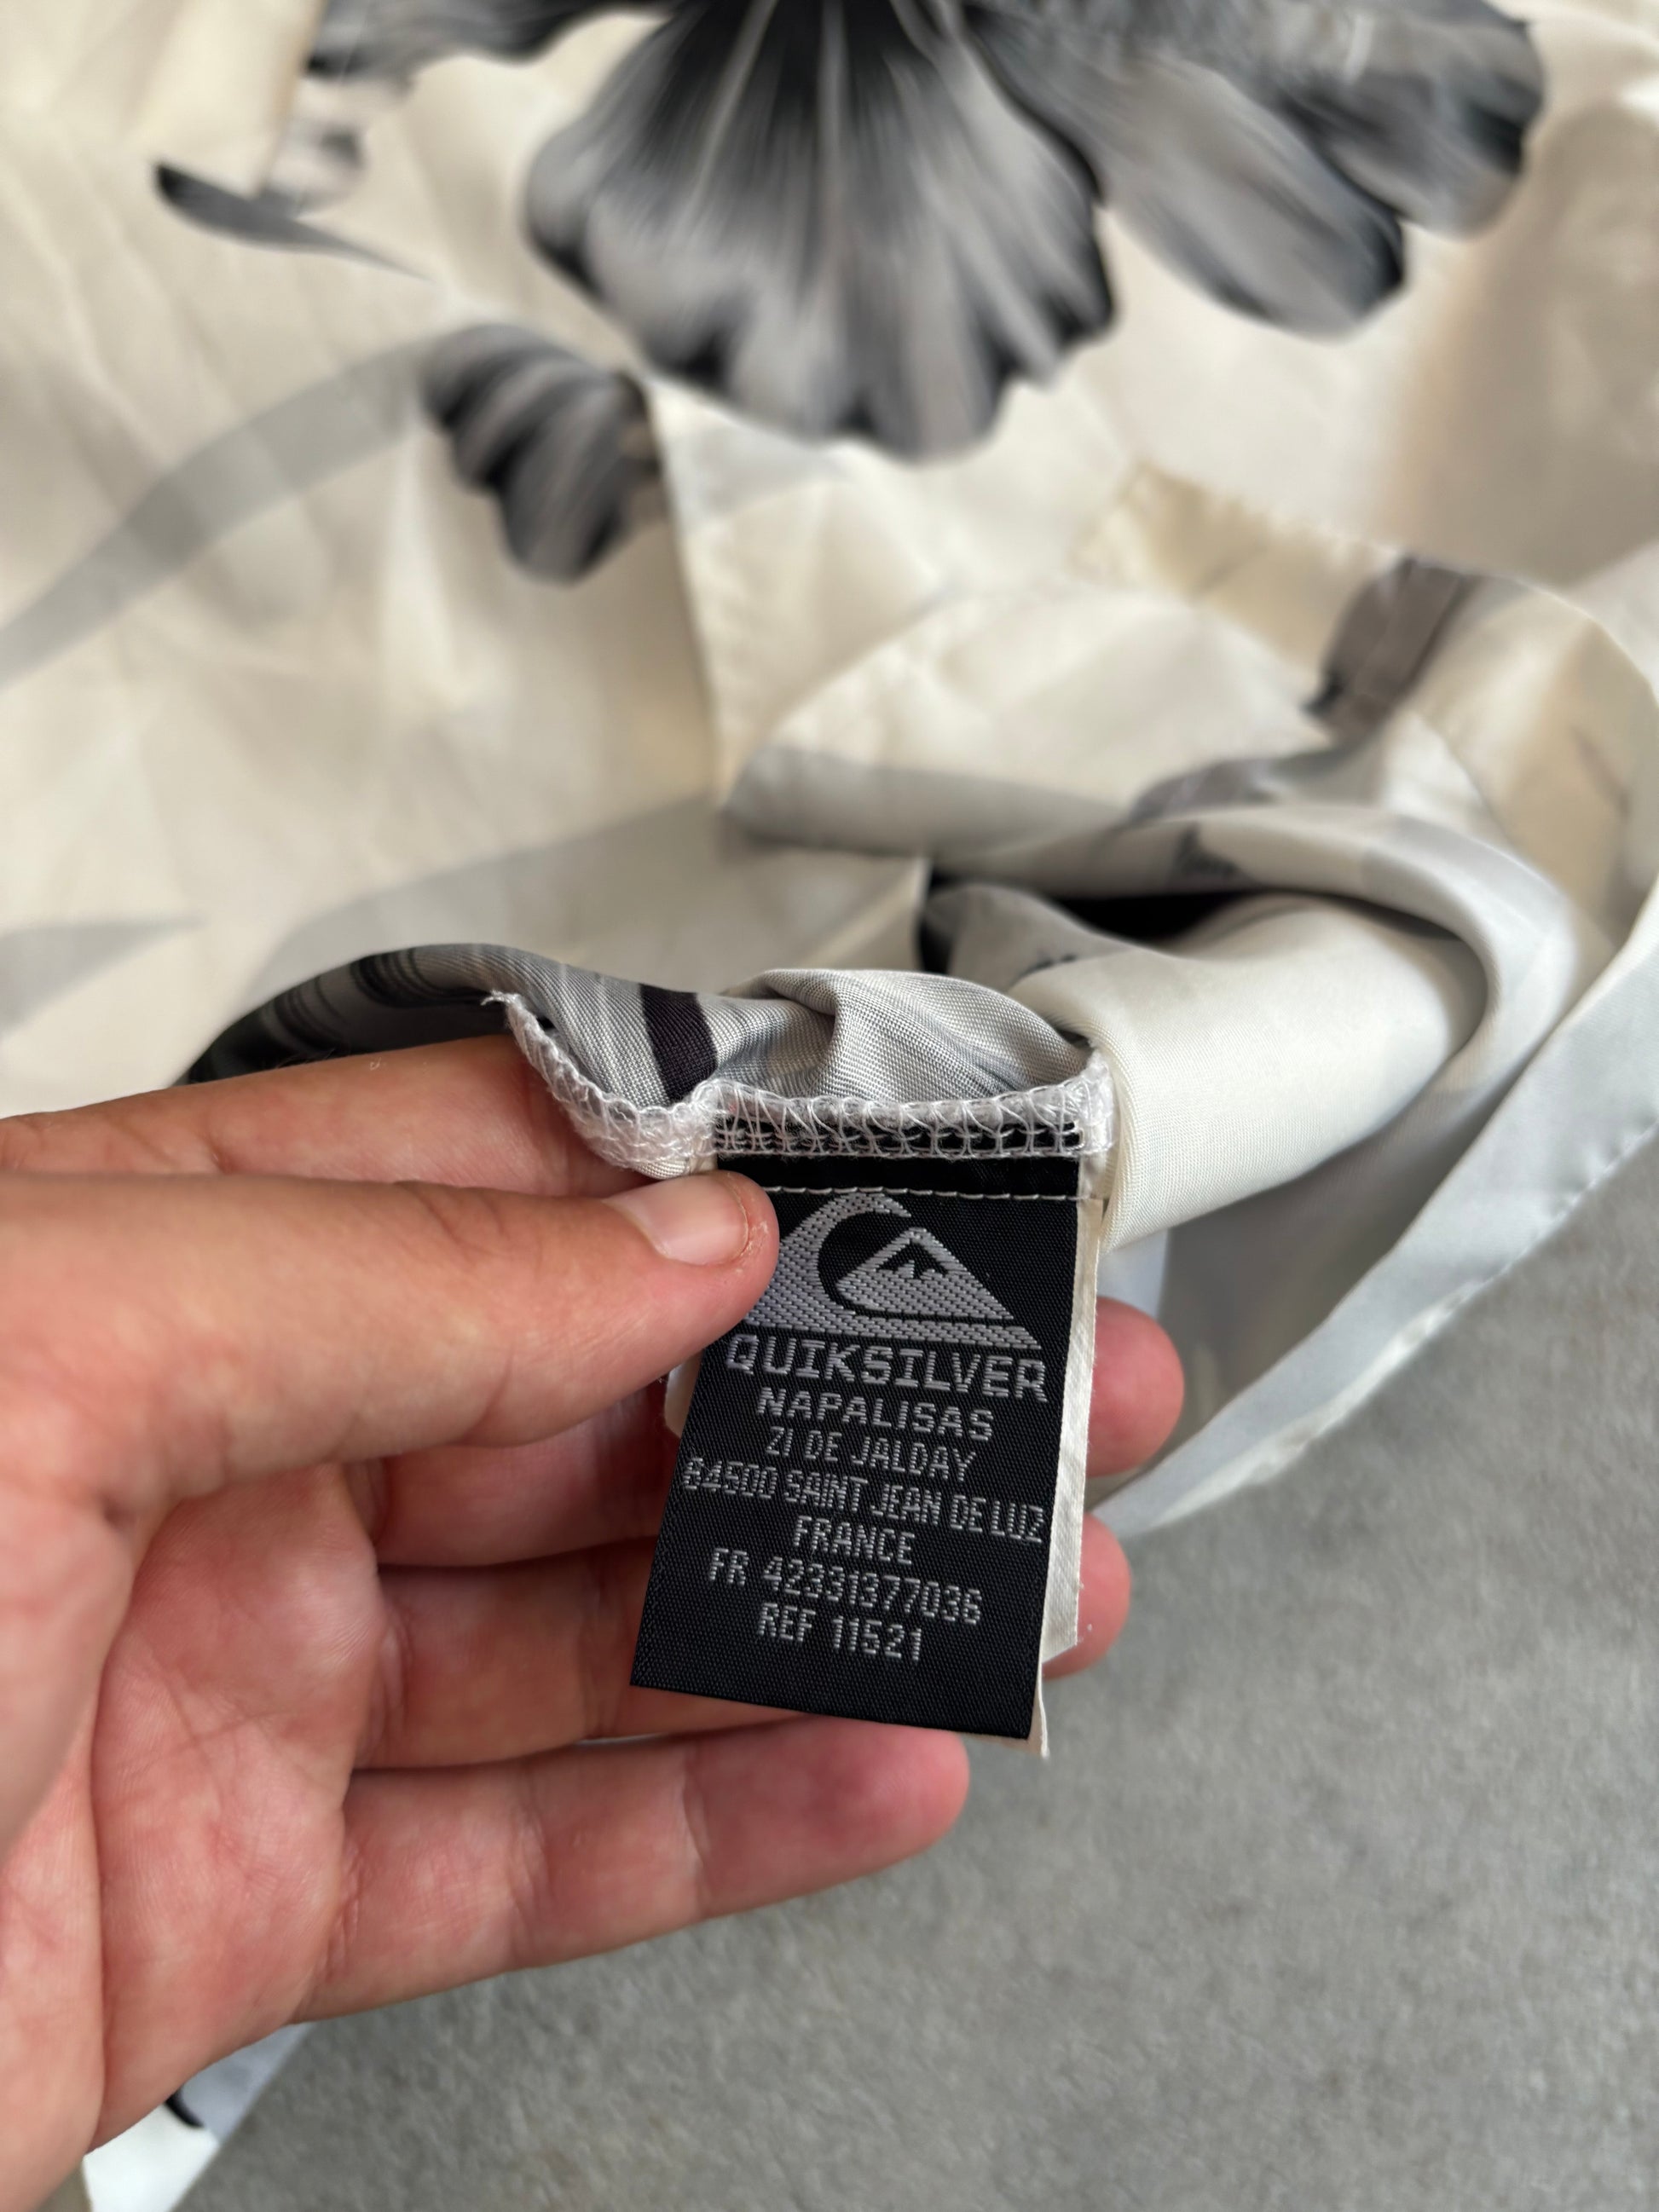 QUIKSILVER
NAPALISAS
ZI DE JALDAY
64500 SAINT JEAN DE LUZ
FRANCE
FR 42331377036
REF 11521